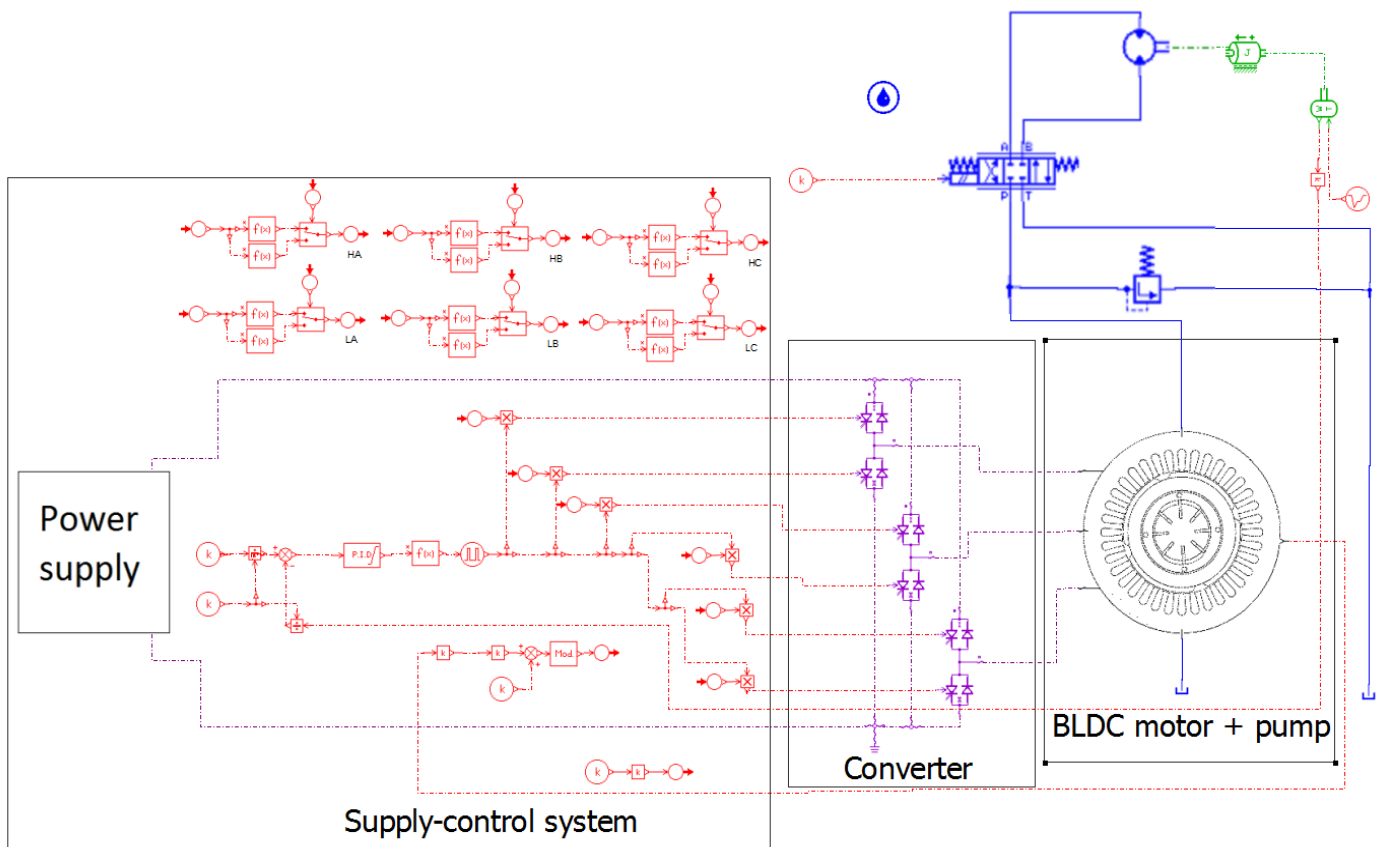 J
A B
k
P T
f(x) f(x) f(x)
f(x) f(x) f(x)
HA HB HC
f(x) f(x) f(x)
f(x) f(x) f(x)
LA LB LC
Power
supply
k
P.I.D
f(x)
k
k
k
Mod.
k
BLDC motor + pump
k
k
Converter
Supply-control system